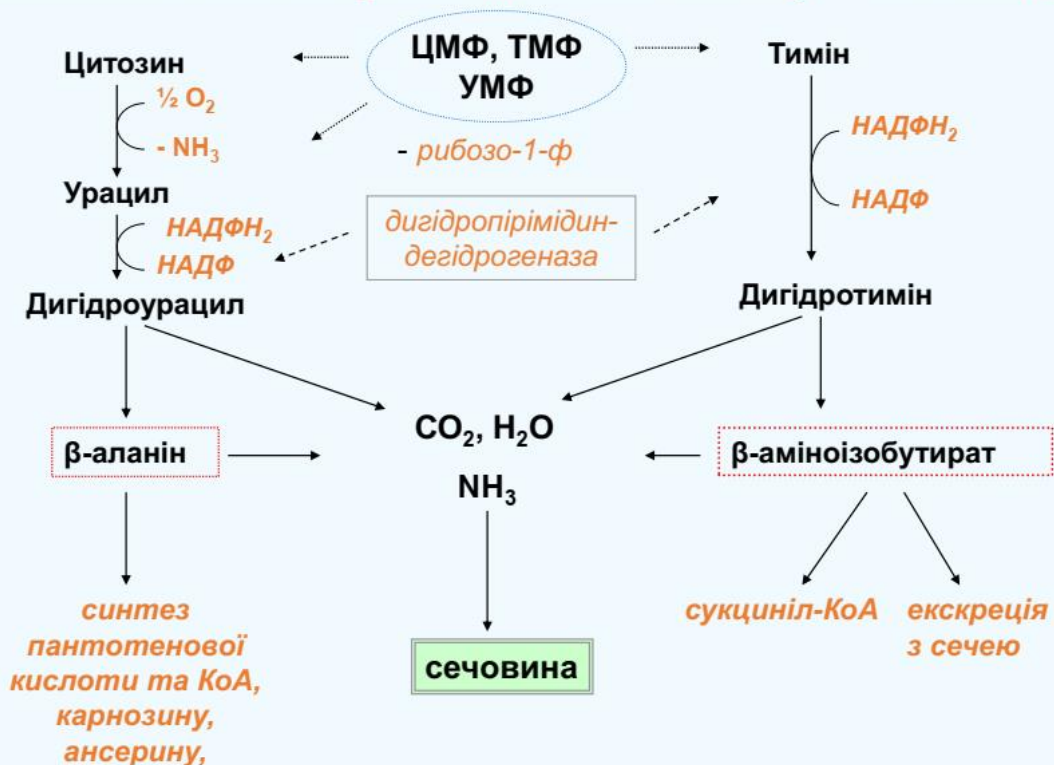 ЦМФ, ТМФ
УМФ
Цитозин
Тимін
½ O₂
- NH₃
- рибозо-1-ф
НАДФН₂
НАДФ
Урацил
НАДФН₂
НАДФ
дигідропірімідин-
дегідрогеназа
Дигідроурацил
Дигідротимін
CO₂, H₂O
NH₃
β-аланін
β-аміноізобутират
синтез
пантотенової
кислоти та КоА,
карнозину,
ансерину,
сечовина
сукциніл-КоА
екскреція
з сечею